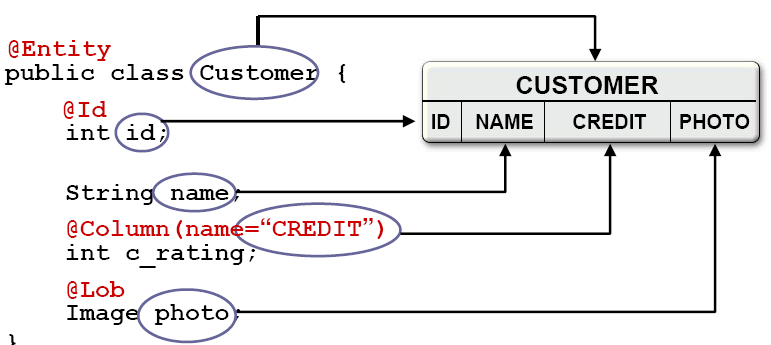 @Entity
public class Customer {
@Id
int id;
String name;
@Column(name=“CREDIT”)
int c_rating;
@Lob
Image photo;
}
CUSTOMER
ID NAME CREDIT PHOTO